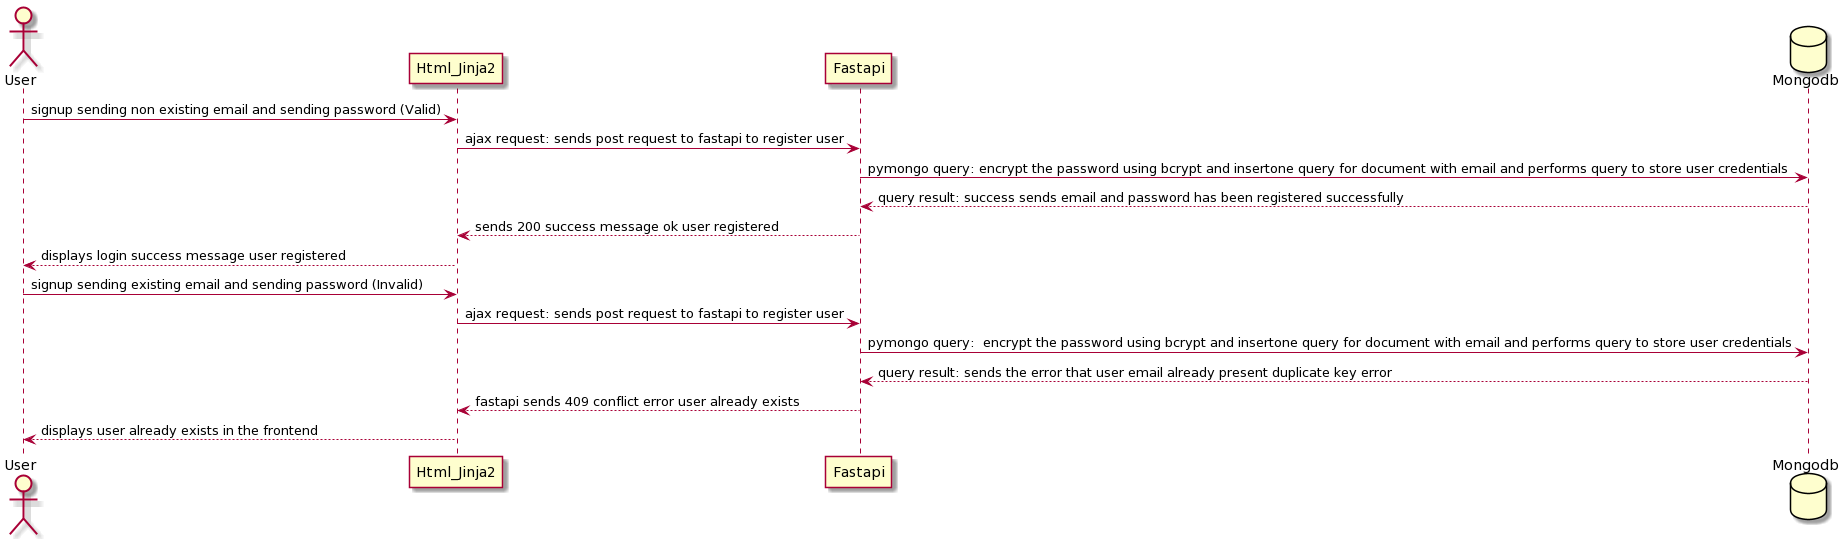 User
Html_Jinja2
Fastapi
Mongodb
signup sending non existing email and sending password (Valid)
ajax request: sends post request to fastapi to register user
pymongo query: encrypt the password using bcrypt and insertone query for document with email and performs query to store user credentials
query result: success sends email and password has been registered successfully
sends 200 success message ok user registered
displays login success message user registered
signup sending existing email and sending password (Invalid)
ajax request: sends post request to fastapi to register user
pymongo query:  encrypt the password using bcrypt and insertone query for document with email and performs query to store user credentials
query result: sends the error that user email already present duplicate key error
fastapi sends 409 conflict error user already exists
displays user already exists in the frontend
User
Html_Jinja2
Fastapi
Mongodb